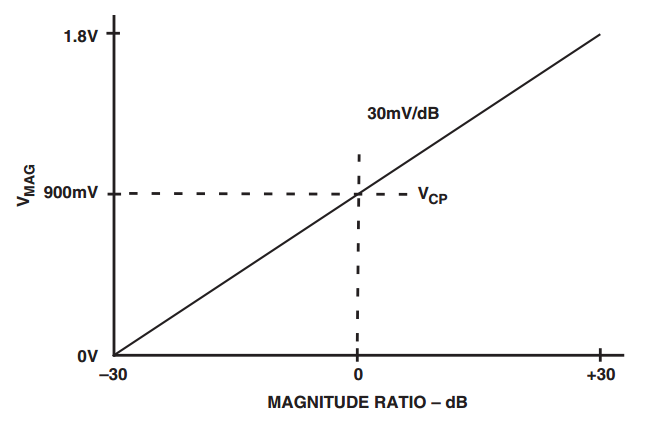 1.8V
30mV/dB
VMAG
900mV
VCP
0V
–30
0
+30
MAGNITUDE RATIO – dB